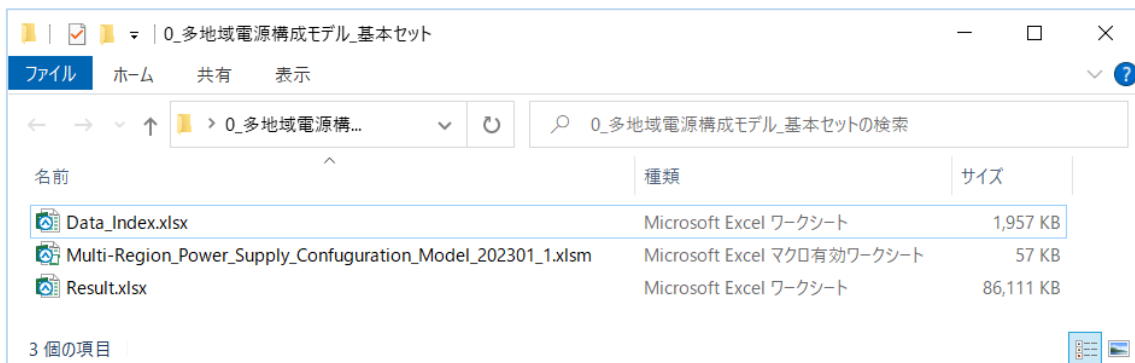 0_多地域電源構成モデル_基本セット
ファイル ホーム 共有 表示
0_多地域電源構... 0_多地域電源構成モデル_基本セットの検索
名前 種類 サイズ
Data_Index.xlsx Microsoft Excel ワークシート 1,957 KB
Multi-Region_Power_Supply_Confuguration_Model_202301_1.xlsm Microsoft Excel マクロ有効ワークシート 57 KB
Result.xlsx Microsoft Excel ワークシート 86,111 KB
3 個の項目